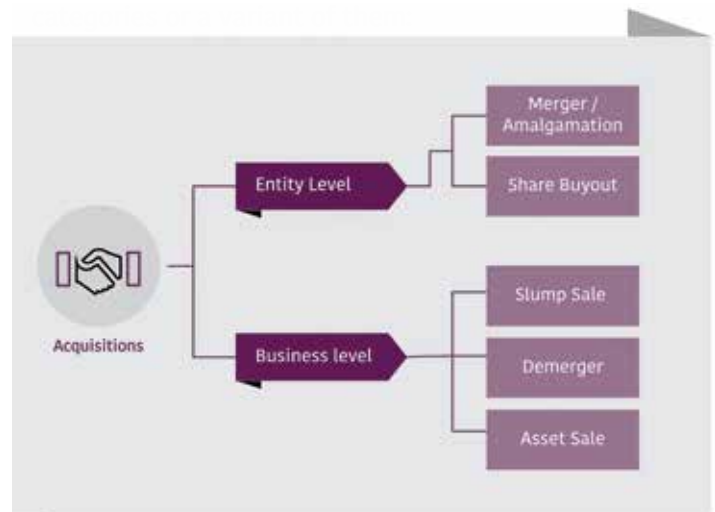 Merger /
Amalgamation
Entity Level
Share Buyout
Acquisitions
Slump Sale
Business level
Demerger
Asset Sale